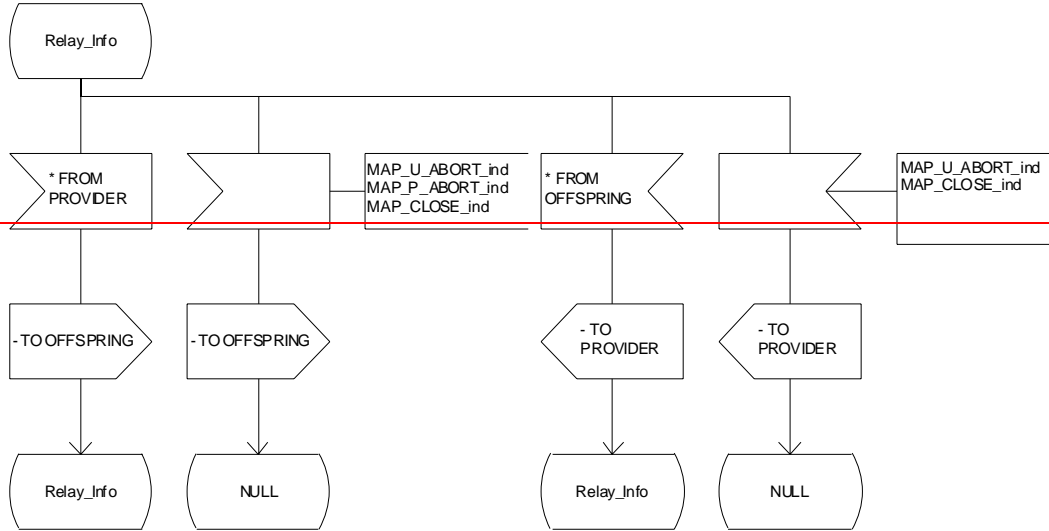 Relay_Info
* FROM
PROVIDER
MAP_U_ABORT_ind
MAP_P_ABORT_ind
MAP_CLOSE_ind
* FROM
OFFSPRING
MAP_U_ABORT_ind
MAP_CLOSE_ind
- TO OFFSPRING
- TO OFFSPRING
- TO
PROVIDER
- TO
PROVIDER
Relay_Info
NULL
Relay_Info
NULL